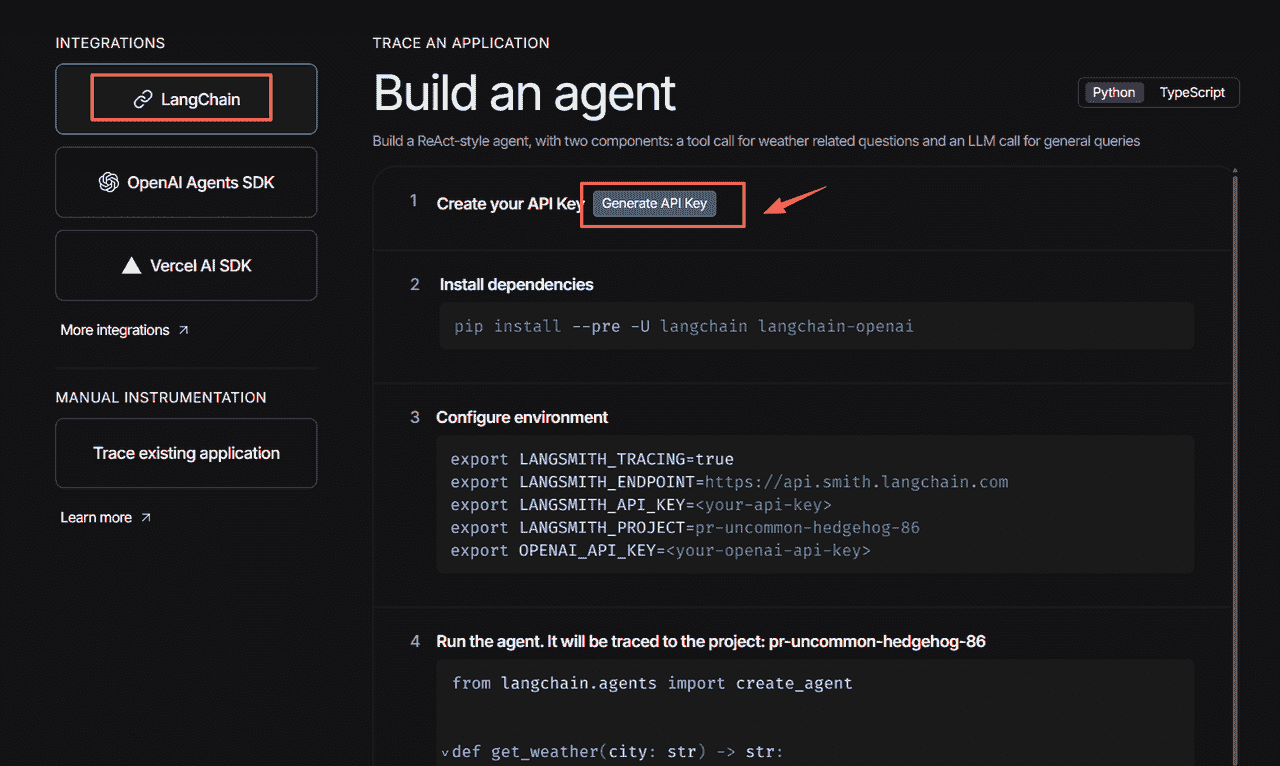 INTEGRATIONS
LangChain
OpenAI Agents SDK
Vercel AI SDK
More integrations
MANUAL INSTRUMENTATION
Trace existing application
Learn more
TRACE AN APPLICATION
Build an agent
Python TypeScript
Build a ReAct-style agent, with two components: a tool call for weather related questions and an LLM call for general queries
1 Create your API Key Generate API Key
2 Install dependencies
pip install --pre -U langchain langchain-openai
3 Configure environment
export LANGSMITH_TRACING=true
export LANGSMITH_ENDPOINT=https://api.smith.langchain.com
export LANGSMITH_API_KEY=<your-api-key>
export LANGSMITH_PROJECT=pr-uncommon-hedgehog-86
export OPENAI_API_KEY=<your-openai-api-key>
4 Run the agent. It will be traced to the project: pr-uncommon-hedgehog-86
from langchain.agents import create_agent
def get_weather(city: str) -> str: